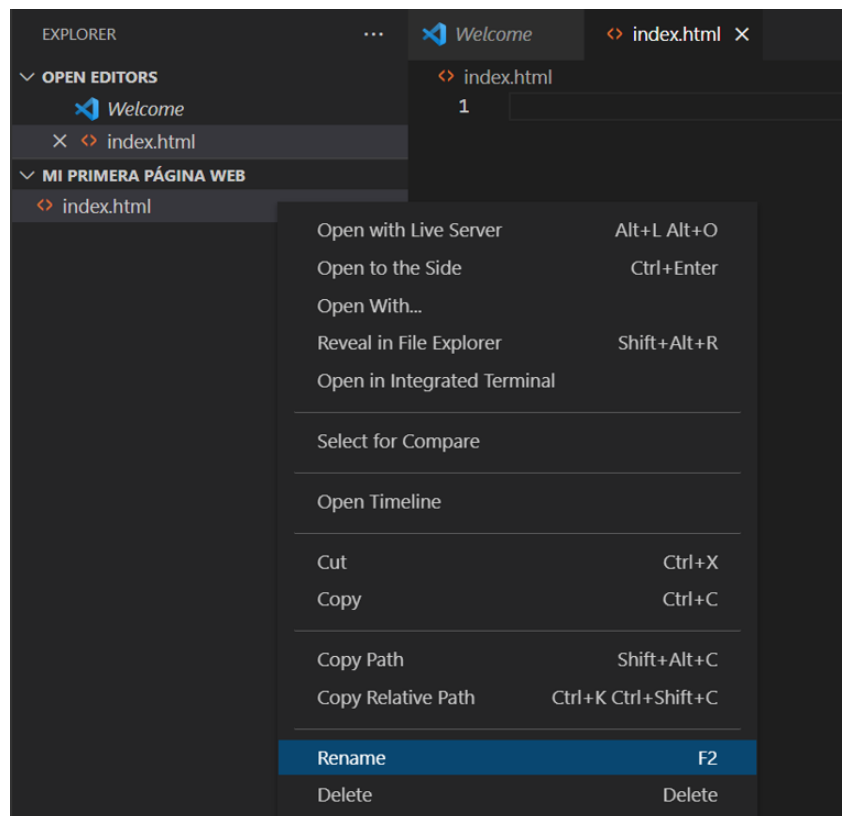 EXPLORER ···
Welcome
index.html
OPEN EDITORS
Welcome
index.html
MI PRIMERA PÁGINA WEB
index.html
index.html
1
Open with Live Server Alt+L Alt+O
Open to the Side Ctrl+Enter
Open With...
Reveal in File Explorer Shift+Alt+R
Open in Integrated Terminal
Select for Compare
Open Timeline
Cut Ctrl+X
Copy Ctrl+C
Copy Path Shift+Alt+C
Copy Relative Path Ctrl+K Ctrl+Shift+C
Rename F2
Delete Delete